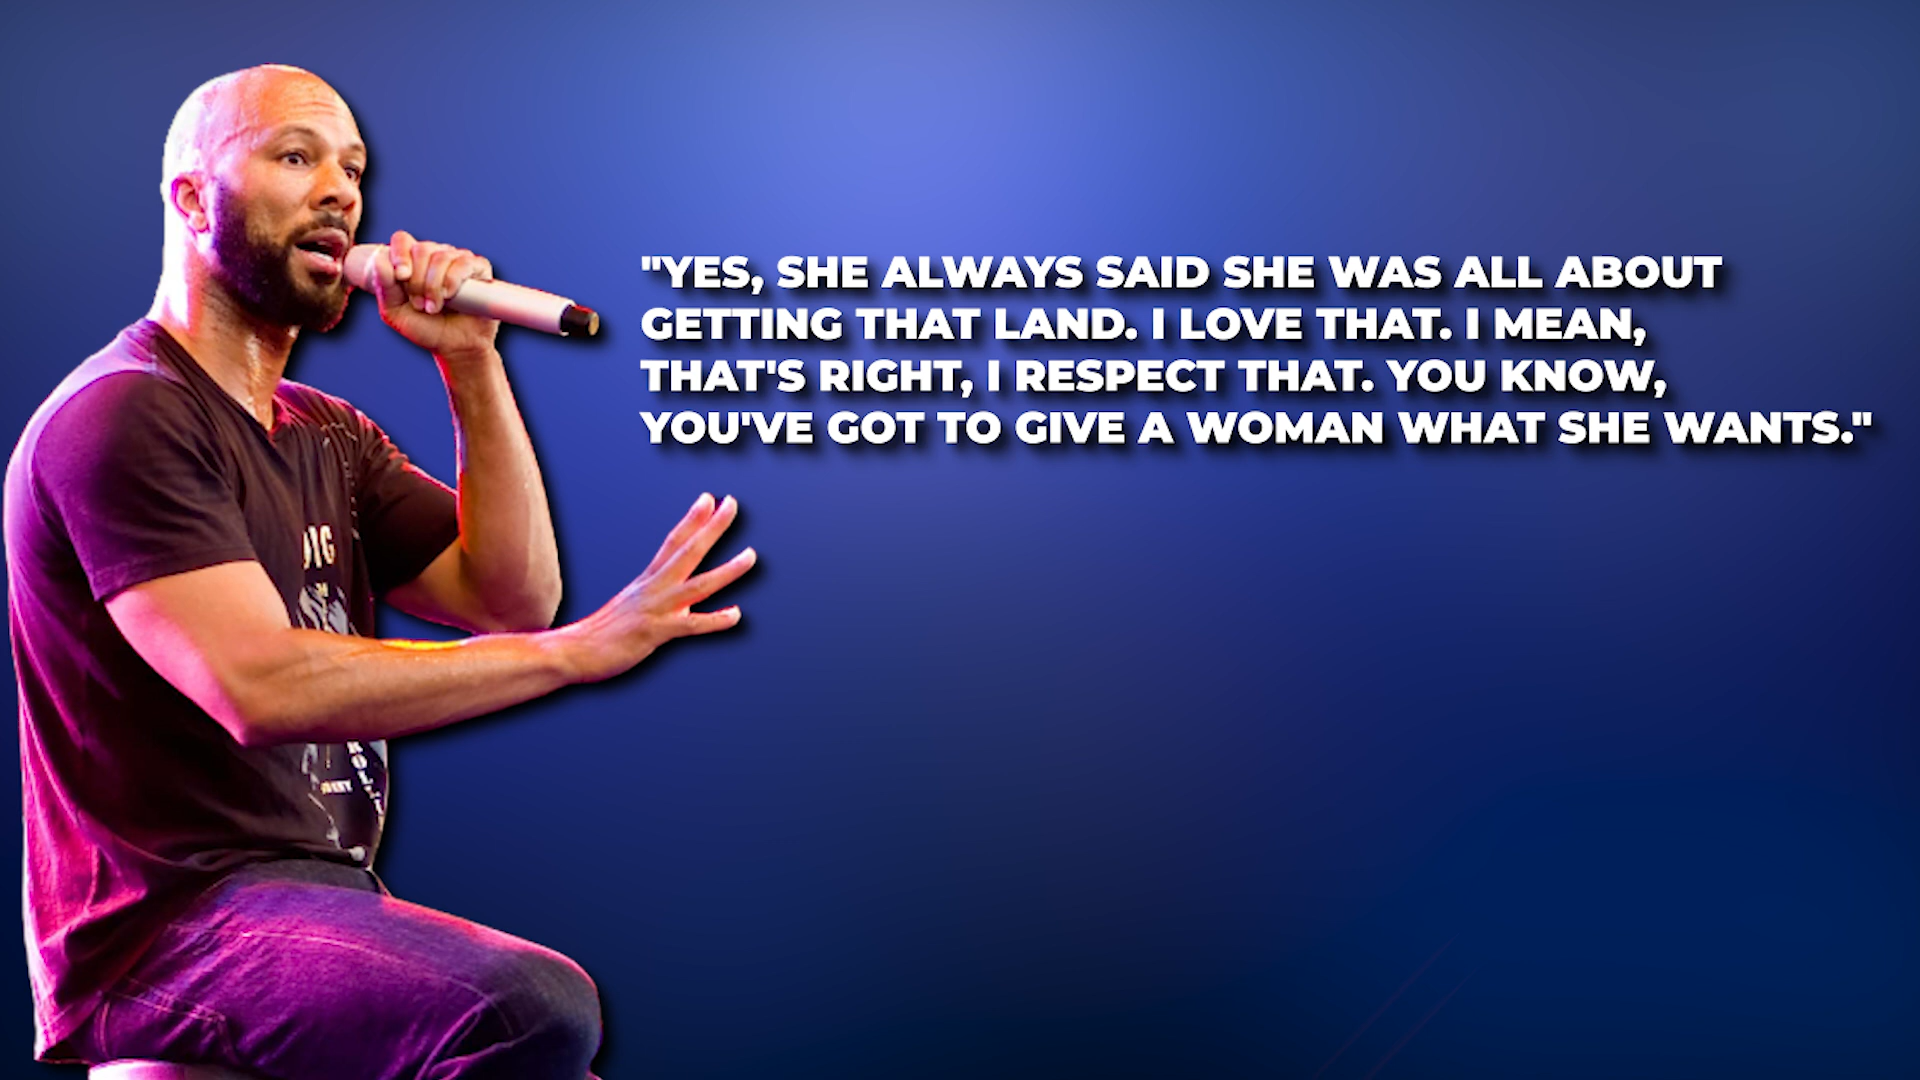 "YES, SHE ALWAYS SAID SHE WAS ALL ABOUT
GETTING THAT LAND. I LOVE THAT. I MEAN,
THAT'S RIGHT, I RESPECT THAT. YOU KNOW,
YOU'VE GOT TO GIVE A WOMAN WHAT SHE WANTS."